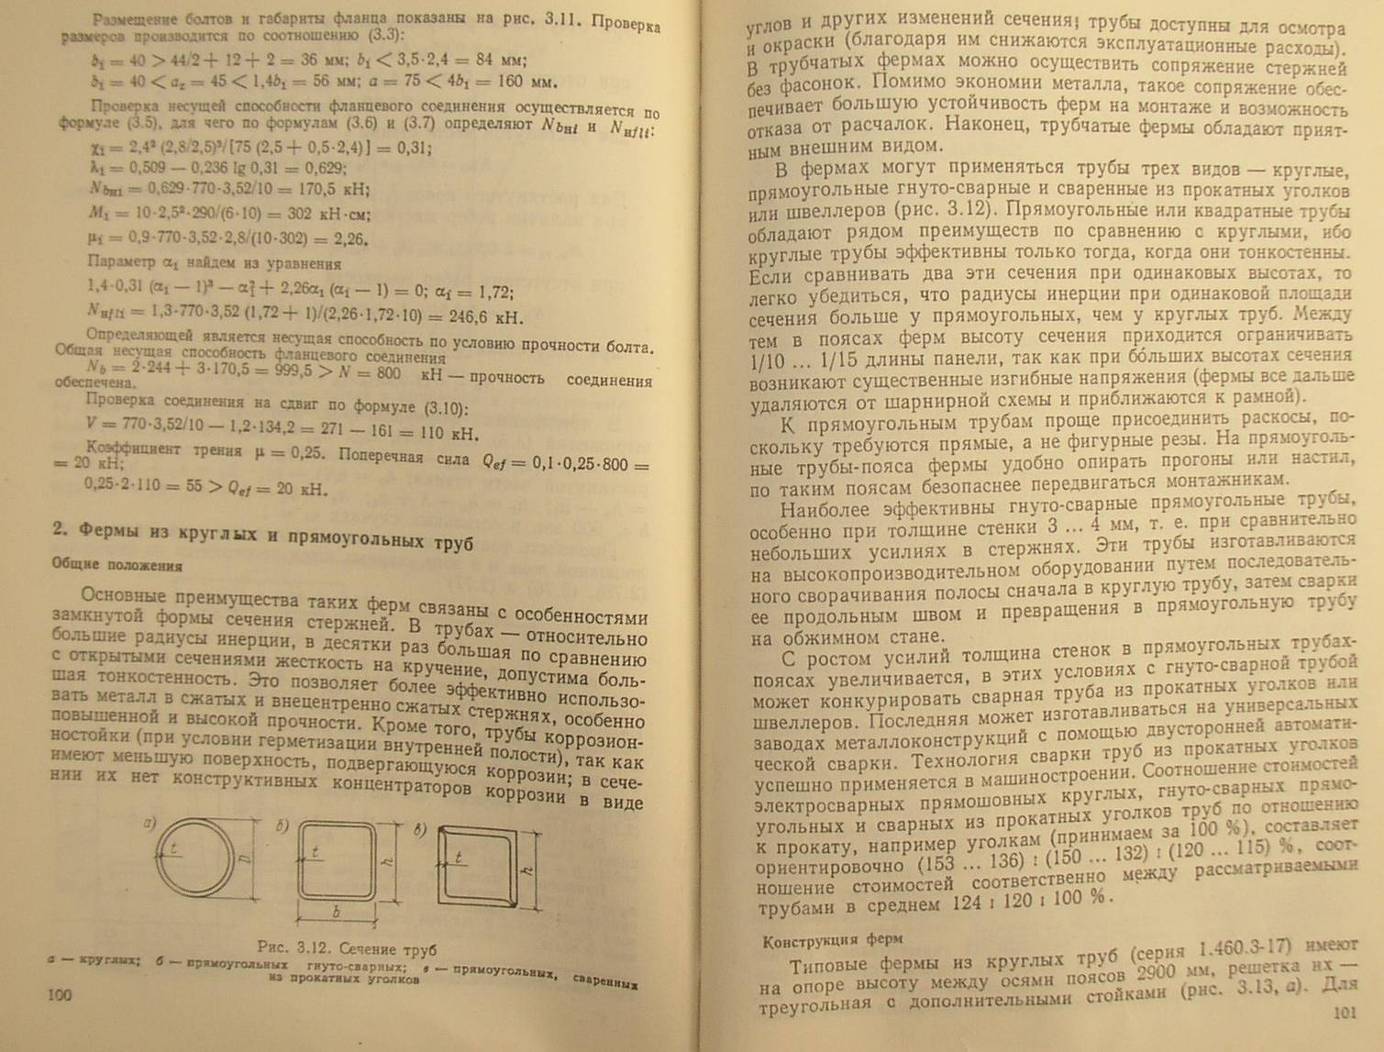 Размещение болтов и габариты фланца показаны на рис. 3.11. Проверка
размеров производится по соотношению (3.3):
b₁ = 40 > 44/2 + 12 + 2 = 36 мм; b₁ < 3,5·2,4 = 84 мм;
b₁ = 40 < a₂ = 45 < 1,4b₁ = 56 мм; a = 75 < 4b₁ = 160 мм.
Проверка несущей способности фланцевого соединения осуществляется по
формуле (3.5), для чего по формулам (3.6) и (3.7) определяют
ϰ₁ = 2,4² (2,8/2,5)³/[75 (2,5 + 0,5·2,4)] = 0,31;
λ₁ = 0,509 — 0,236 lg 0,31 = 0,629;
= 0,629·770·3,52/10 = 170,5 кН;
M₁ = 10·2,5²·290/(6·10) = 302 кН·см;
μ₁ = 0,9·770·3,52·2,8/(10·302) = 2,26.
Параметр α₁ найдем из уравнения
1,4·0,31 (α₁ — 1)³ — α₁² + 2,26α₁ (α₁ — 1) = 0; α₁ = 1,72;
= 1,3·770·3,52 (1,72 + 1)/(2,26·1,72·10) = 246,6 кН.
Определяющей является несущая способность по условию прочности болта.
Общая несущая способность фланцевого соединения
N_b = 2·244 + 3·170,5 = 999,5 > N = 800 кН — прочность соединения
обеспечена.
Проверка соединения на сдвиг по формуле (3.10):
V = 770·3,52/10 — 1,2·134,2 = 271 — 161 = 110 кН.
Коэффициент трения μ = 0,25. Поперечная сила Q_ef = 0,1·0,25·800 =
= 20 кН;
0,25·2·110 = 55 > Q_ef = 20 кН.
2. Фермы из круглых и прямоугольных труб
Общие положения
Основные преимущества таких ферм связаны с особенностями
замкнутой формы сечения стержней. В трубах — относительно
большие радиусы инерции, в десятки раз большая по сравнению
с открытыми сечениями жесткость на кручение, допустима боль-
шая тонкостенность. Это позволяет более эффективно использо-
вать металл в сжатых и внецентренно сжатых стержнях, особенно
повышенной и высокой прочности. Кроме того, трубы коррозион-
ностойки (при условии герметизации внутренней полости), так как
имеют меньшую поверхность, подвергающуюся коррозии; в сече-
нии их нет конструктивных концентраторов коррозии в виде
а) б) в)
t t t
h h
b
Рис. 3.12. Сечение труб
а — круглых; б — прямоугольных гнуто-сварных; в — прямоугольных, сваренных
из прокатных уголков
100
углов и других изменений сечения; трубы доступны для осмотра
и окраски (благодаря им снижаются эксплуатационные расходы).
В трубчатых фермах можно осуществить сопряжение стержней
без фасонок. Помимо экономии металла, такое сопряжение обес-
печивает большую устойчивость ферм на монтаже и возможность
отказа от расчалок. Наконец, трубчатые фермы обладают прият-
ным внешним видом.
В фермах могут применяться трубы трех видов — круглые,
прямоугольные гнуто-сварные и сваренные из прокатных уголков
или швеллеров (рис. 3.12). Прямоугольные или квадратные трубы
обладают рядом преимуществ по сравнению с круглыми, ибо
круглые трубы эффективны только тогда, когда они тонкостенны.
Если сравнивать два эти сечения при одинаковых высотах, то
легко убедиться, что радиусы инерции при одинаковой площади
сечения больше у прямоугольных, чем у круглых труб. Между
тем в поясах ферм высоту сечения приходится ограничивать
1/10 ... 1/15 длины панели, так как при бо́льших высотах сечения
возникают существенные изгибные напряжения (фермы все дальше
удаляются от шарнирной схемы и приближаются к рамной).
К прямоугольным трубам проще присоединить раскосы, по-
скольку требуются прямые, а не фигурные резы. На прямоуголь-
ные трубы-пояса фермы удобно опирать прогоны или настил,
по таким поясам безопаснее передвигаться монтажникам.
Наиболее эффективны гнуто-сварные прямоугольные трубы,
особенно при толщине стенки 3 ... 4 мм, т. е. при сравнительно
небольших усилиях в стержнях. Эти трубы изготавливаются
на высокопроизводительном оборудовании путем последователь-
ного сворачивания полосы сначала в круглую трубу, затем сварки
ее продольным швом и превращения в прямоугольную трубу
на обжимном стане.
С ростом усилий толщина стенок в прямоугольных трубах-
поясах увеличивается, в этих условиях с гнуто-сварной трубой
может конкурировать сварная труба из прокатных уголков или
швеллеров. Последняя может изготавливаться на универсальных
заводах металлоконструкций с помощью двусторонней автомати-
ческой сварки. Технология сварки труб из прокатных уголков
успешно применяется в машиностроении. Соотношение стоимостей
электросварных прямошовных круглых, гнуто-сварных прямо-
угольных и сварных из прокатных уголков труб по отношению
к прокату, например уголкам (принимаем за 100 %), составляет
ориентировочно (153 ... 136) : (150 ... 132) : (120 ... 115) %, соот-
ношение стоимостей соответственно между рассматриваемыми
трубами в среднем 124 : 120 : 100 %.
Конструкция ферм
Типовые фермы из круглых труб (серия 1.460.3-17) имеют
на опоре высоту между осями поясов 2900 мм, решетка их —
треугольная с дополнительными стойками (рис. 3.13, а). Для
101